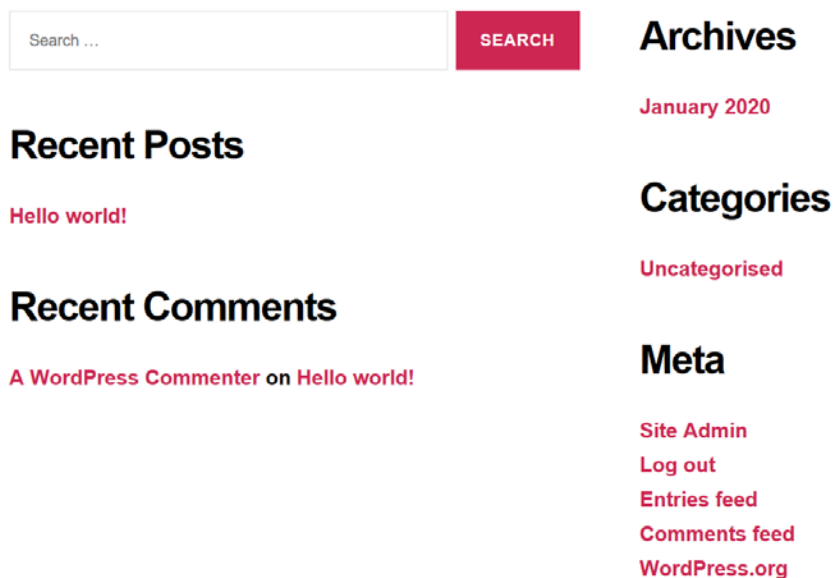 Search ...
SEARCH
Recent Posts
Hello world!
Recent Comments
A WordPress Commenter on Hello world!
Archives
January 2020
Categories
Uncategorised
Meta
Site Admin
Log out
Entries feed
Comments feed
WordPress.org